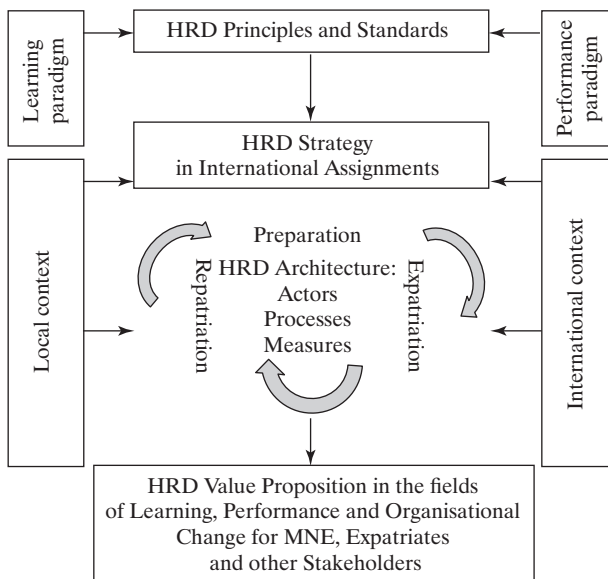 Learning
paradigm
HRD Principles and Standards
Performance
paradigm
HRD Strategy
in International Assignments
Local context
International context
Preparation
Repatriation
HRD Architecture:
Actors
Processes
Measures
Expatriation
HRD Value Proposition in the fields
of Learning, Performance and Organisational
Change for MNE, Expatriates
and other Stakeholders